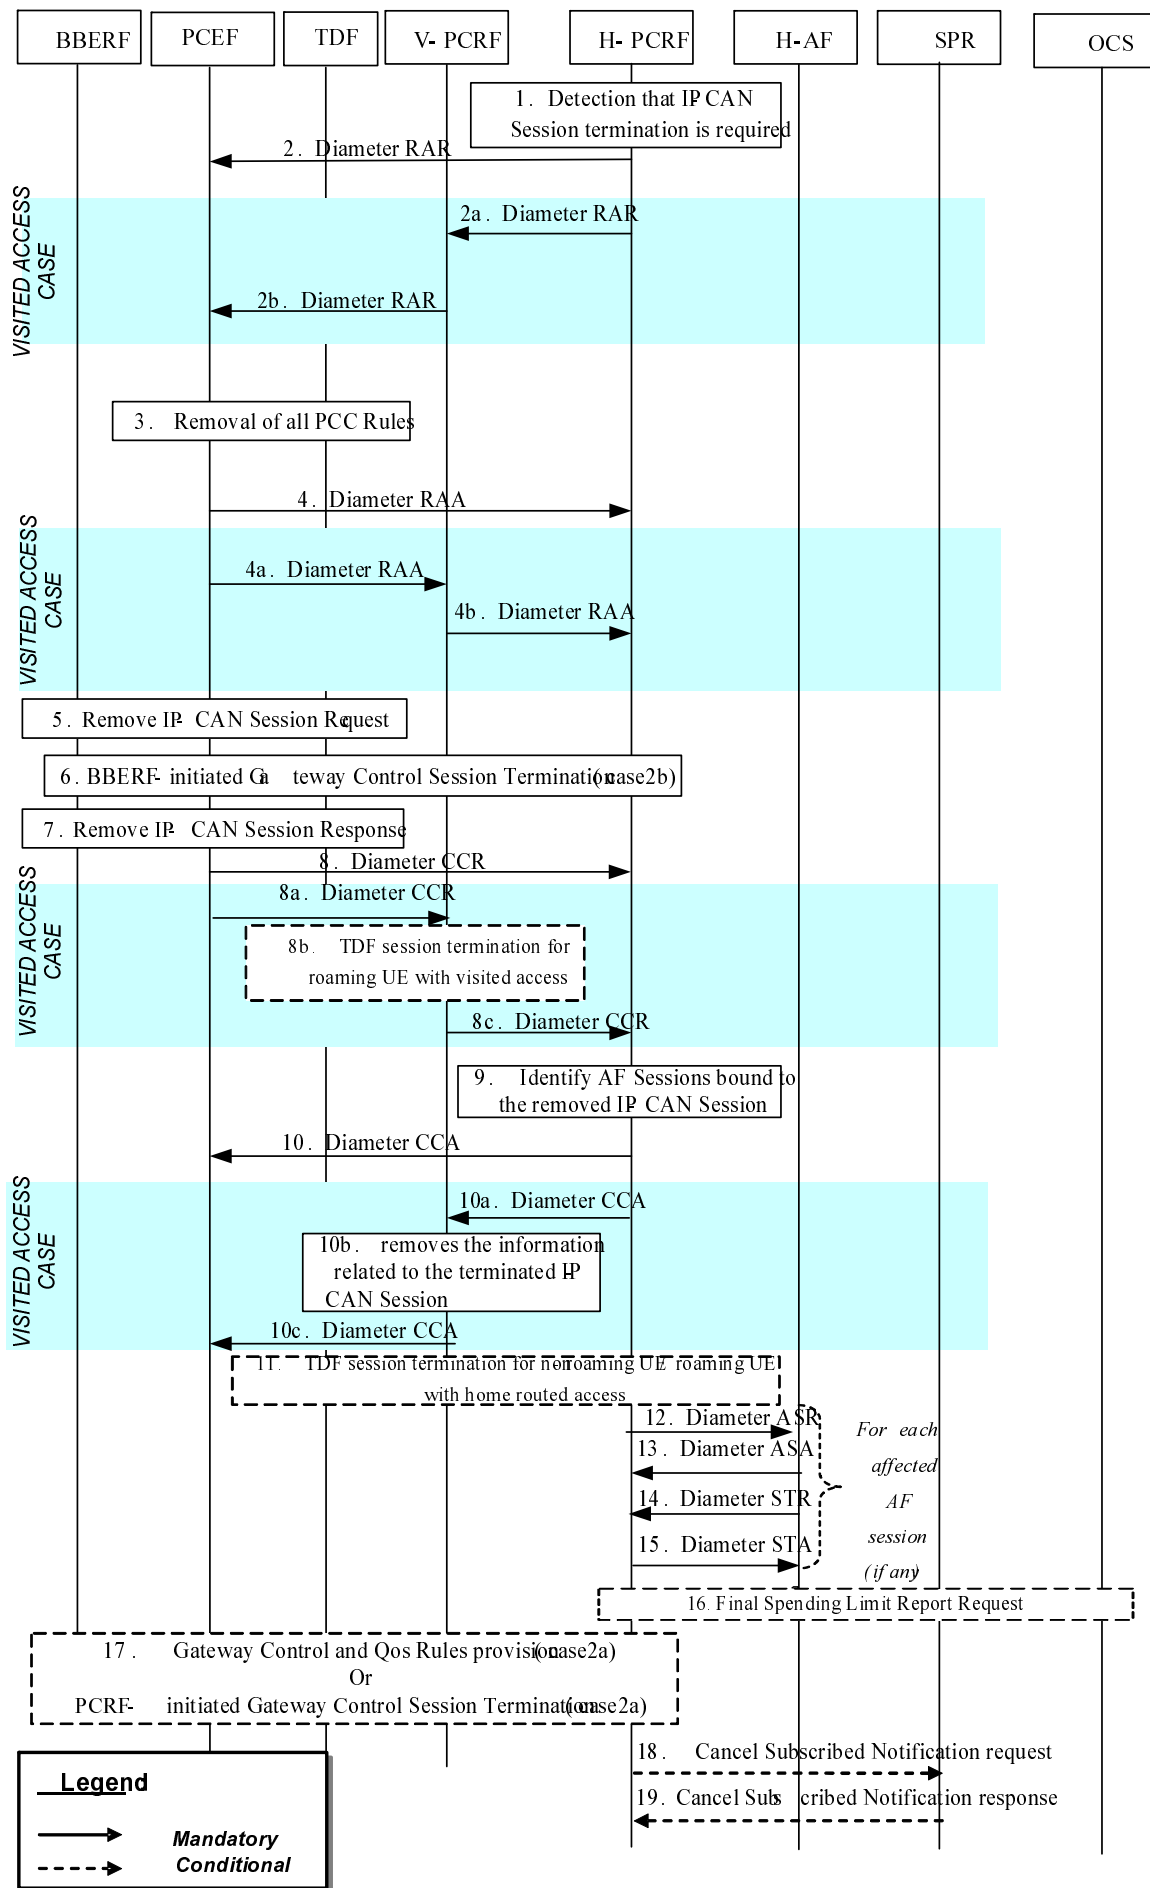 BBERF
PCEF
TDF
V- PCRF
H- PCRF
H-AF
SPR
OCS
1. Detection that IP-CAN
Session termination is required
2. Diameter RAR
VISITED ACCESS
CASE
2a. Diameter RAR
2b. Diameter RAR
3. Removal of all PCC Rules
4. Diameter RAA
VISITED ACCESS
CASE
4a. Diameter RAA
4b. Diameter RAA
5. Remove IP- CAN Session Request
6. BBERF- initiated Gateway Control Session Termination (case2b)
7. Remove IP- CAN Session Response
8. Diameter CCR
VISITED ACCESS
CASE
8a. Diameter CCR
8b. TDF session termination for
roaming UE with visited access
8c. Diameter CCR
9. Identify AF Sessions bound to
the removed IP- CAN Session
10. Diameter CCA
VISITED ACCESS
CASE
10a. Diameter CCA
10b. removes the information
related to the terminated IP-
CAN Session
10c. Diameter CCA
11. TDF session termination for non-roaming UE/ roaming UE
with home routed access
12. Diameter ASR
13. Diameter ASA
14. Diameter STR
15. Diameter STA
For each
affected
AF
session
(if any)
16. Final Spending Limit Report Request
17. Gateway Control and Qos Rules provision (case2a)
Or
PCRF- initiated Gateway Control Session Termination (case2a)
18. Cancel Subscribed Notification request
19. Cancel Subscribed Notification response
Legend
Mandatory
Conditional